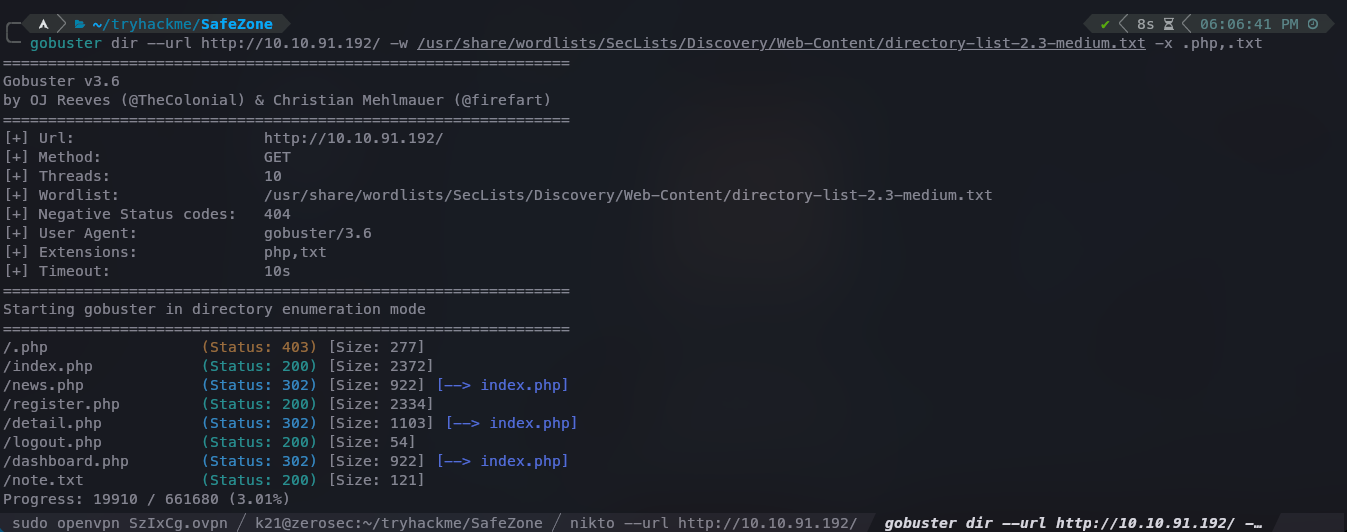 ~/tryhackme/SafeZone ✔ 8s 06:06:41 PM
gobuster dir --url http://10.10.91.192/ -w /usr/share/wordlists/SecLists/Discovery/Web-Content/directory-list-2.3-medium.txt -x .php,.txt
===============================================================
Gobuster v3.6
by OJ Reeves (@TheColonial) & Christian Mehlmauer (@firefart)
===============================================================
[+] Url: http://10.10.91.192/
[+] Method: GET
[+] Threads: 10
[+] Wordlist: /usr/share/wordlists/SecLists/Discovery/Web-Content/directory-list-2.3-medium.txt
[+] Negative Status codes: 404
[+] User Agent: gobuster/3.6
[+] Extensions: php,txt
[+] Timeout: 10s
===============================================================
Starting gobuster in directory enumeration mode
===============================================================
/.php (Status: 403) [Size: 277]
/index.php (Status: 200) [Size: 2372]
/news.php (Status: 302) [Size: 922] [--> index.php]
/register.php (Status: 200) [Size: 2334]
/detail.php (Status: 302) [Size: 1103] [--> index.php]
/logout.php (Status: 200) [Size: 54]
/dashboard.php (Status: 302) [Size: 922] [--> index.php]
/note.txt (Status: 200) [Size: 121]
Progress: 19910 / 661680 (3.01%)
sudo openvpn SzIxCg.ovpn / k21@zerosec:~/tryhackme/SafeZone / nikto --url http://10.10.91.192/ / gobuster dir --url http://10.10.91.192/ -…